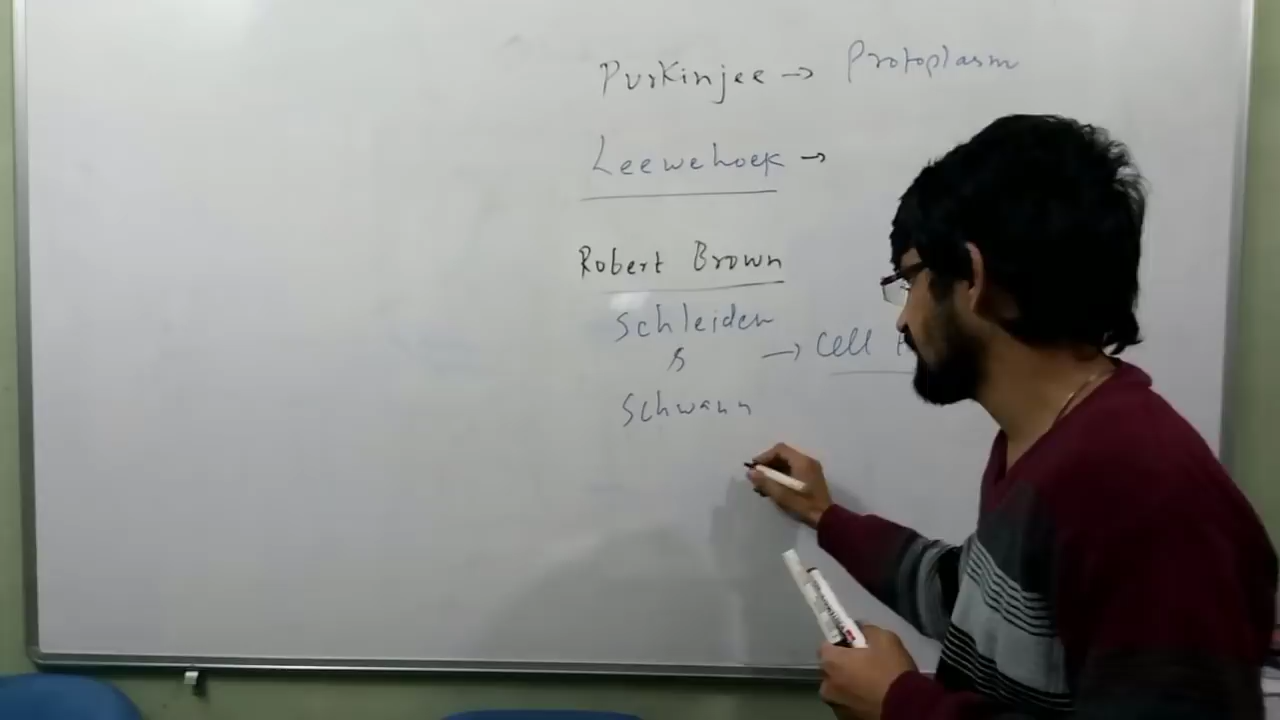 Purkinjee → Protoplasm
Leewehoek →
Robert Brown
Schleiden
& → Cell
Schwann